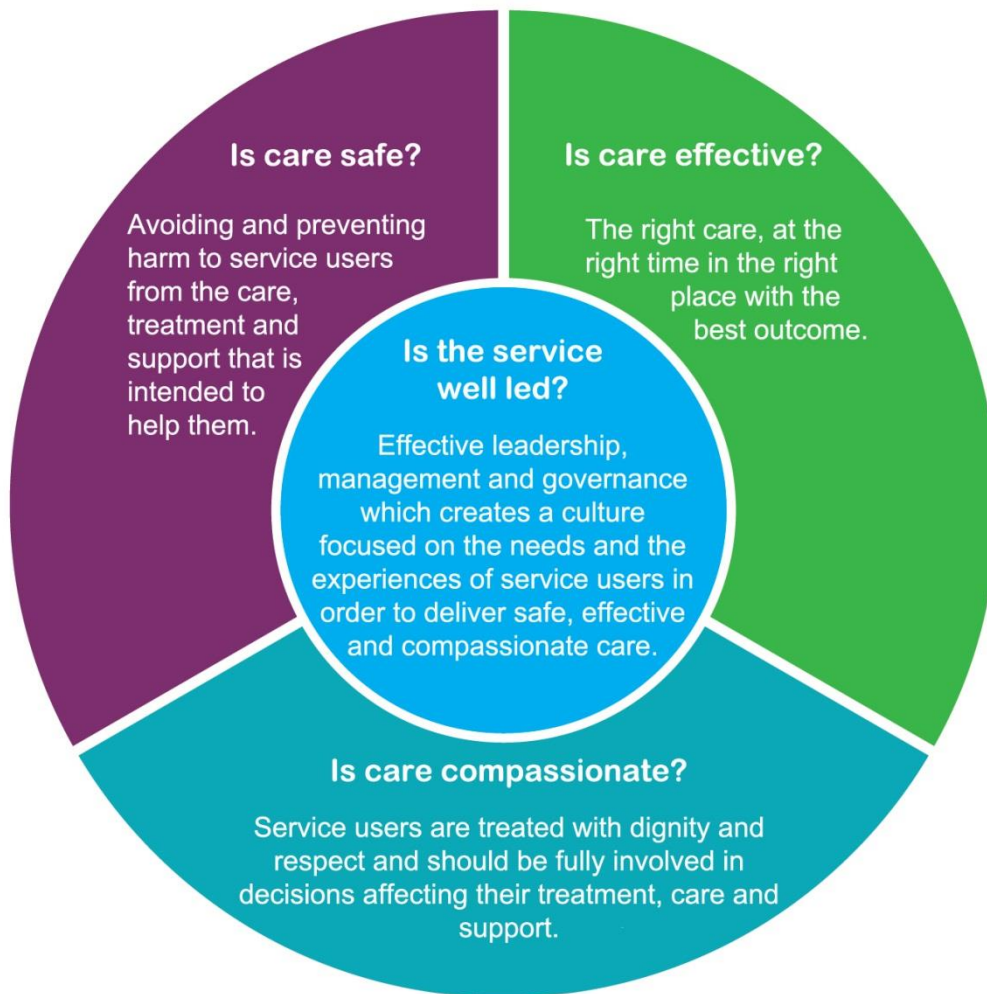 Is care safe?
Avoiding and preventing
harm to service users
from the care,
treatment and
support that is
intended to
help them.
Is care effective?
The right care, at the
right time in the right
place with the
best outcome.
Is the service
well led?
Effective leadership,
management and governance
which creates a culture
focused on the needs and the
experiences of service users in
order to deliver safe, effective
and compassionate care.
Is care compassionate?
Service users are treated with dignity and
respect and should be fully involved in
decisions affecting their treatment, care and
support.